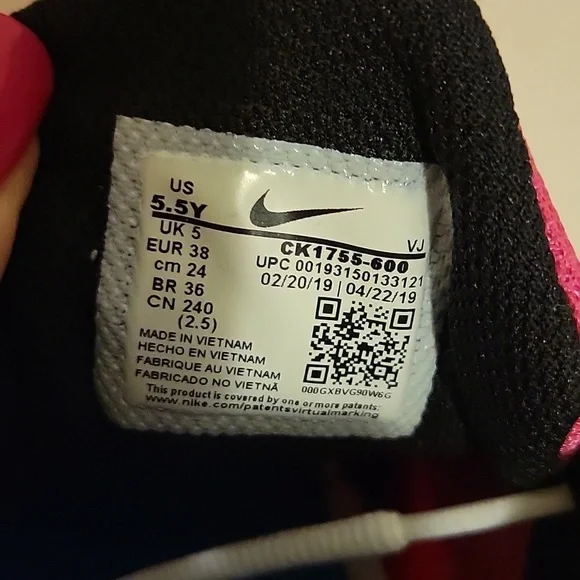 US
5.5Y
UK 5
EUR 38
cm 24
BR 36
CN 240
(2.5)
VJ
CK1755-600
UPC 00193150133121
02/20/19 | 04/22/19
MADE IN VIETNAM
HECHO EN VIETNAM
FABRIQUE AU VIETNAM
FABRICADO NO VIETNÃ
000GXBVG90W6G
This product is covered by one or more patents:
www.nike.com/patentsvirtualmarking